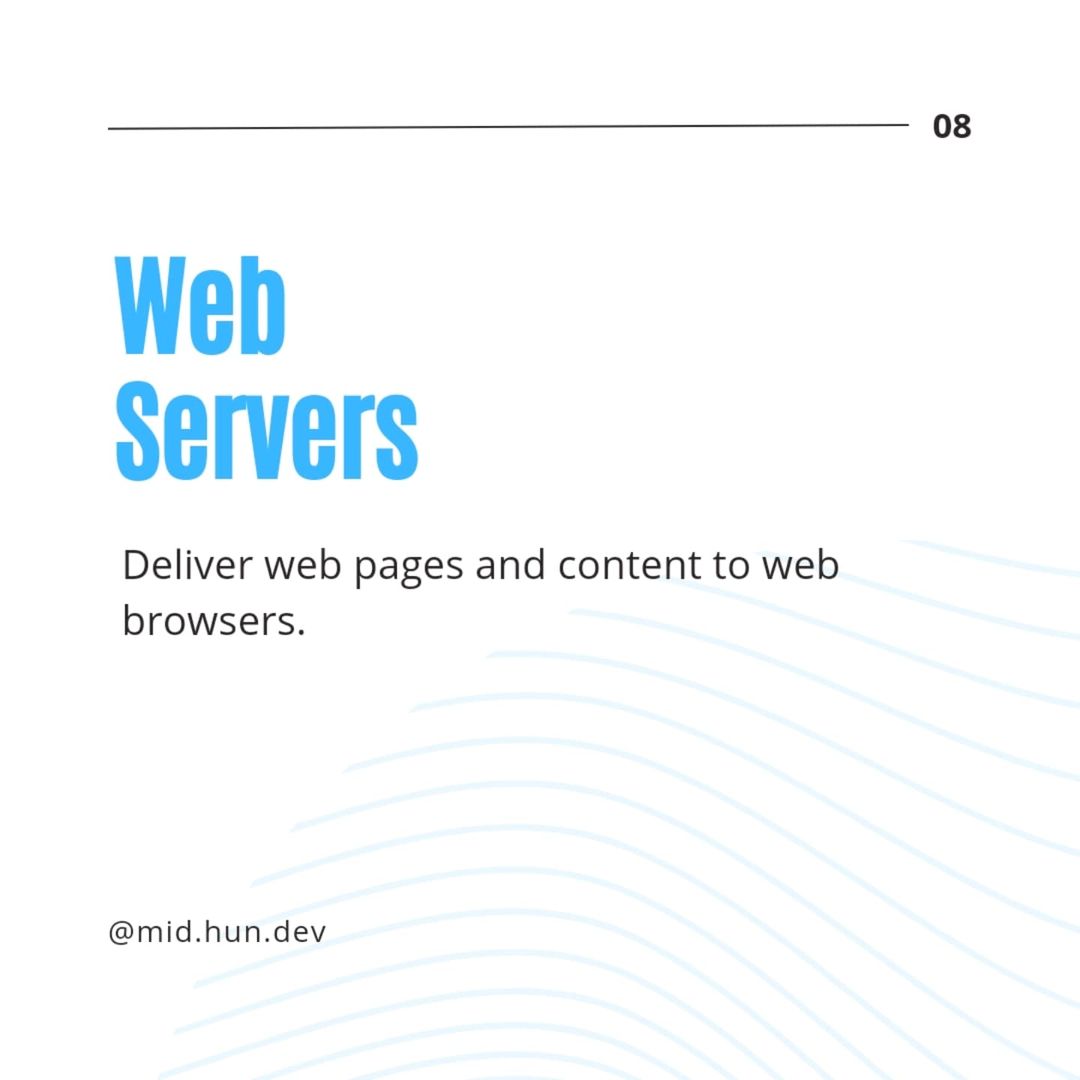 08
Web
Servers
Deliver web pages and content to web
browsers.
@mid.hun.dev